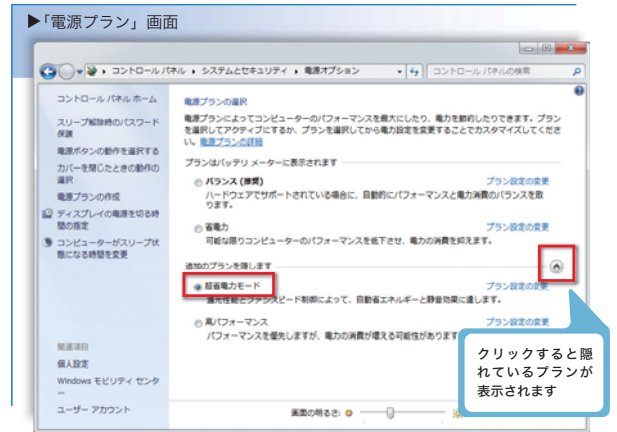 ▶「電源プラン」画面
コントロール パネル ▸ システムとセキュリティ ▸ 電源オプション
コントロール パネルの検索
コントロール パネル ホーム
スリープ解除時のパスワード
保護
電源ボタンの動作を選択する
カバーを閉じたときの動作の
選択
電源プランの作成
ディスプレイの電源を切る時
間の指定
コンピューターがスリープ状
態になる時間を変更
関連項目
個人設定
Windows モビリティ センタ
ー
ユーザー アカウント
電源プランの選択
電源プランによってコンピューターのパフォーマンスを最大にしたり、電力を節約したりできます。プラン
を選択してアクティブにするか、プランを選択してから電力設定を変更することでカスタマイズしてくださ
い。電源プランの詳細
プランはバッテリ メーターに表示されます
バランス (推奨) プラン設定の変更
ハードウェアでサポートされている場合に、自動的にパフォーマンスと電力消費のバランスを取
ります。
省電力 プラン設定の変更
可能な限りコンピューターのパフォーマンスを低下させ、電力の消費を抑えます。
追加のプランを隠します
超省電力モード プラン設定の変更
蛍光性能とファンスピード制御によって、自動省エネルギーと静音効果に達します。
高パフォーマンス プラン設定の変更
パフォーマンスを優先しますが、電力の消費が増える可能性があります
クリックすると隠
れているプランが
表示されます
画面の明るさ: